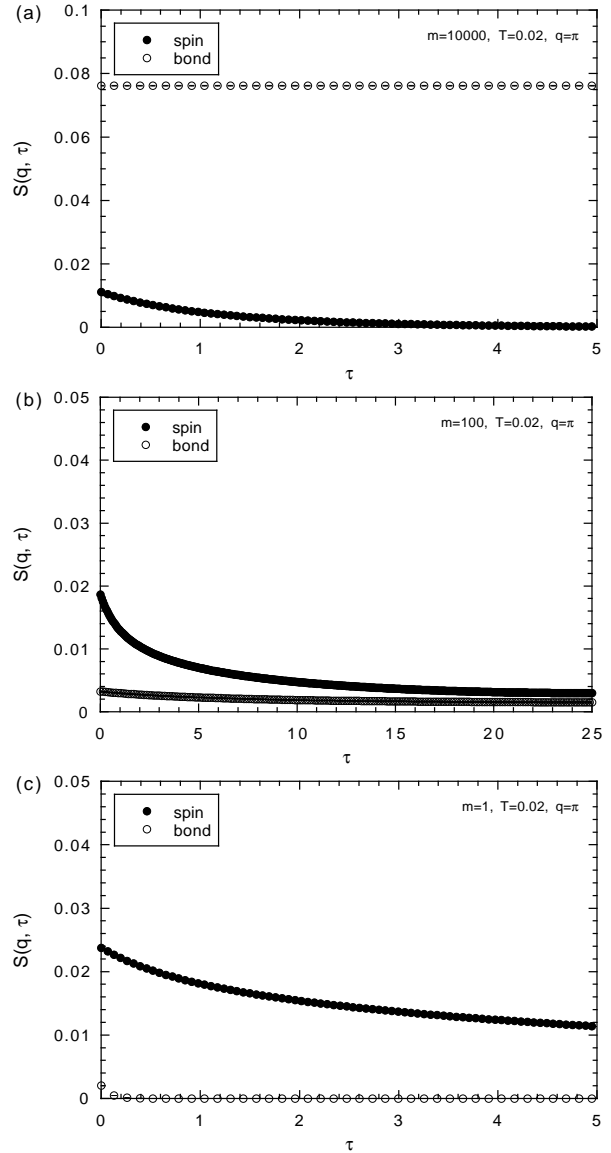 (a)
0.1
spin
bond
m=10000, T=0.02, q=π
0.08
0.06
S(q, τ)
0.04
0.02
0
0 1 2 3 4 5
τ
(b)
0.05
spin
bond
m=100, T=0.02, q=π
0.04
0.03
S(q, τ)
0.02
0.01
0
0 5 10 15 20 25
τ
(c)
0.05
spin
bond
m=1, T=0.02, q=π
0.04
0.03
S(q, τ)
0.02
0.01
0
0 1 2 3 4 5
τ